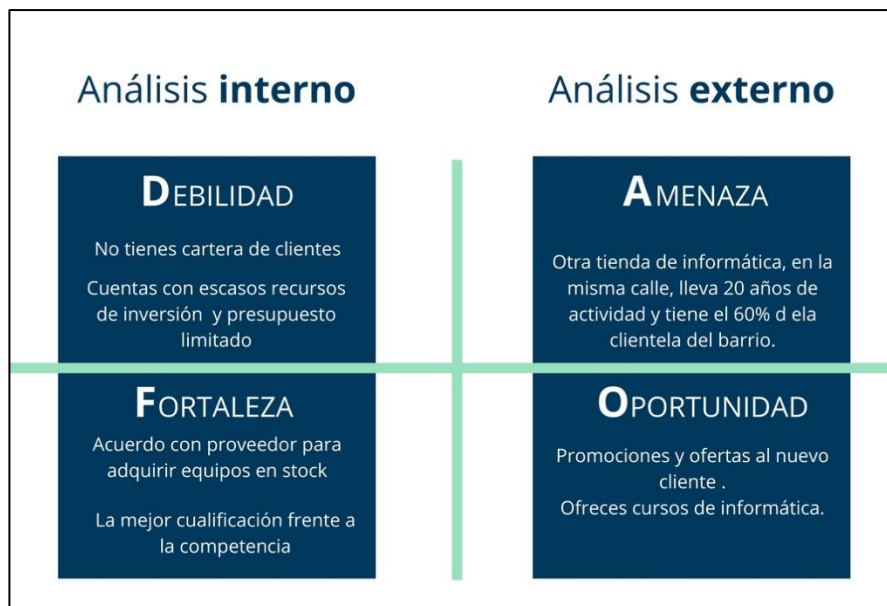 Análisis interno
DEBILIDAD
No tienes cartera de clientes
Cuentas con escasos recursos
de inversión y presupuesto
limitado
FORTALEZA
Acuerdo con proveedor para
adquirir equipos en stock
La mejor cualificación frente a
la competencia
Análisis externo
AMENAZA
Otra tienda de informática, en la
misma calle, lleva 20 años de
actividad y tiene el 60% d ela
clientela del barrio.
OPORTUNIDAD
Promociones y ofertas al nuevo
cliente .
Ofreces cursos de informática.